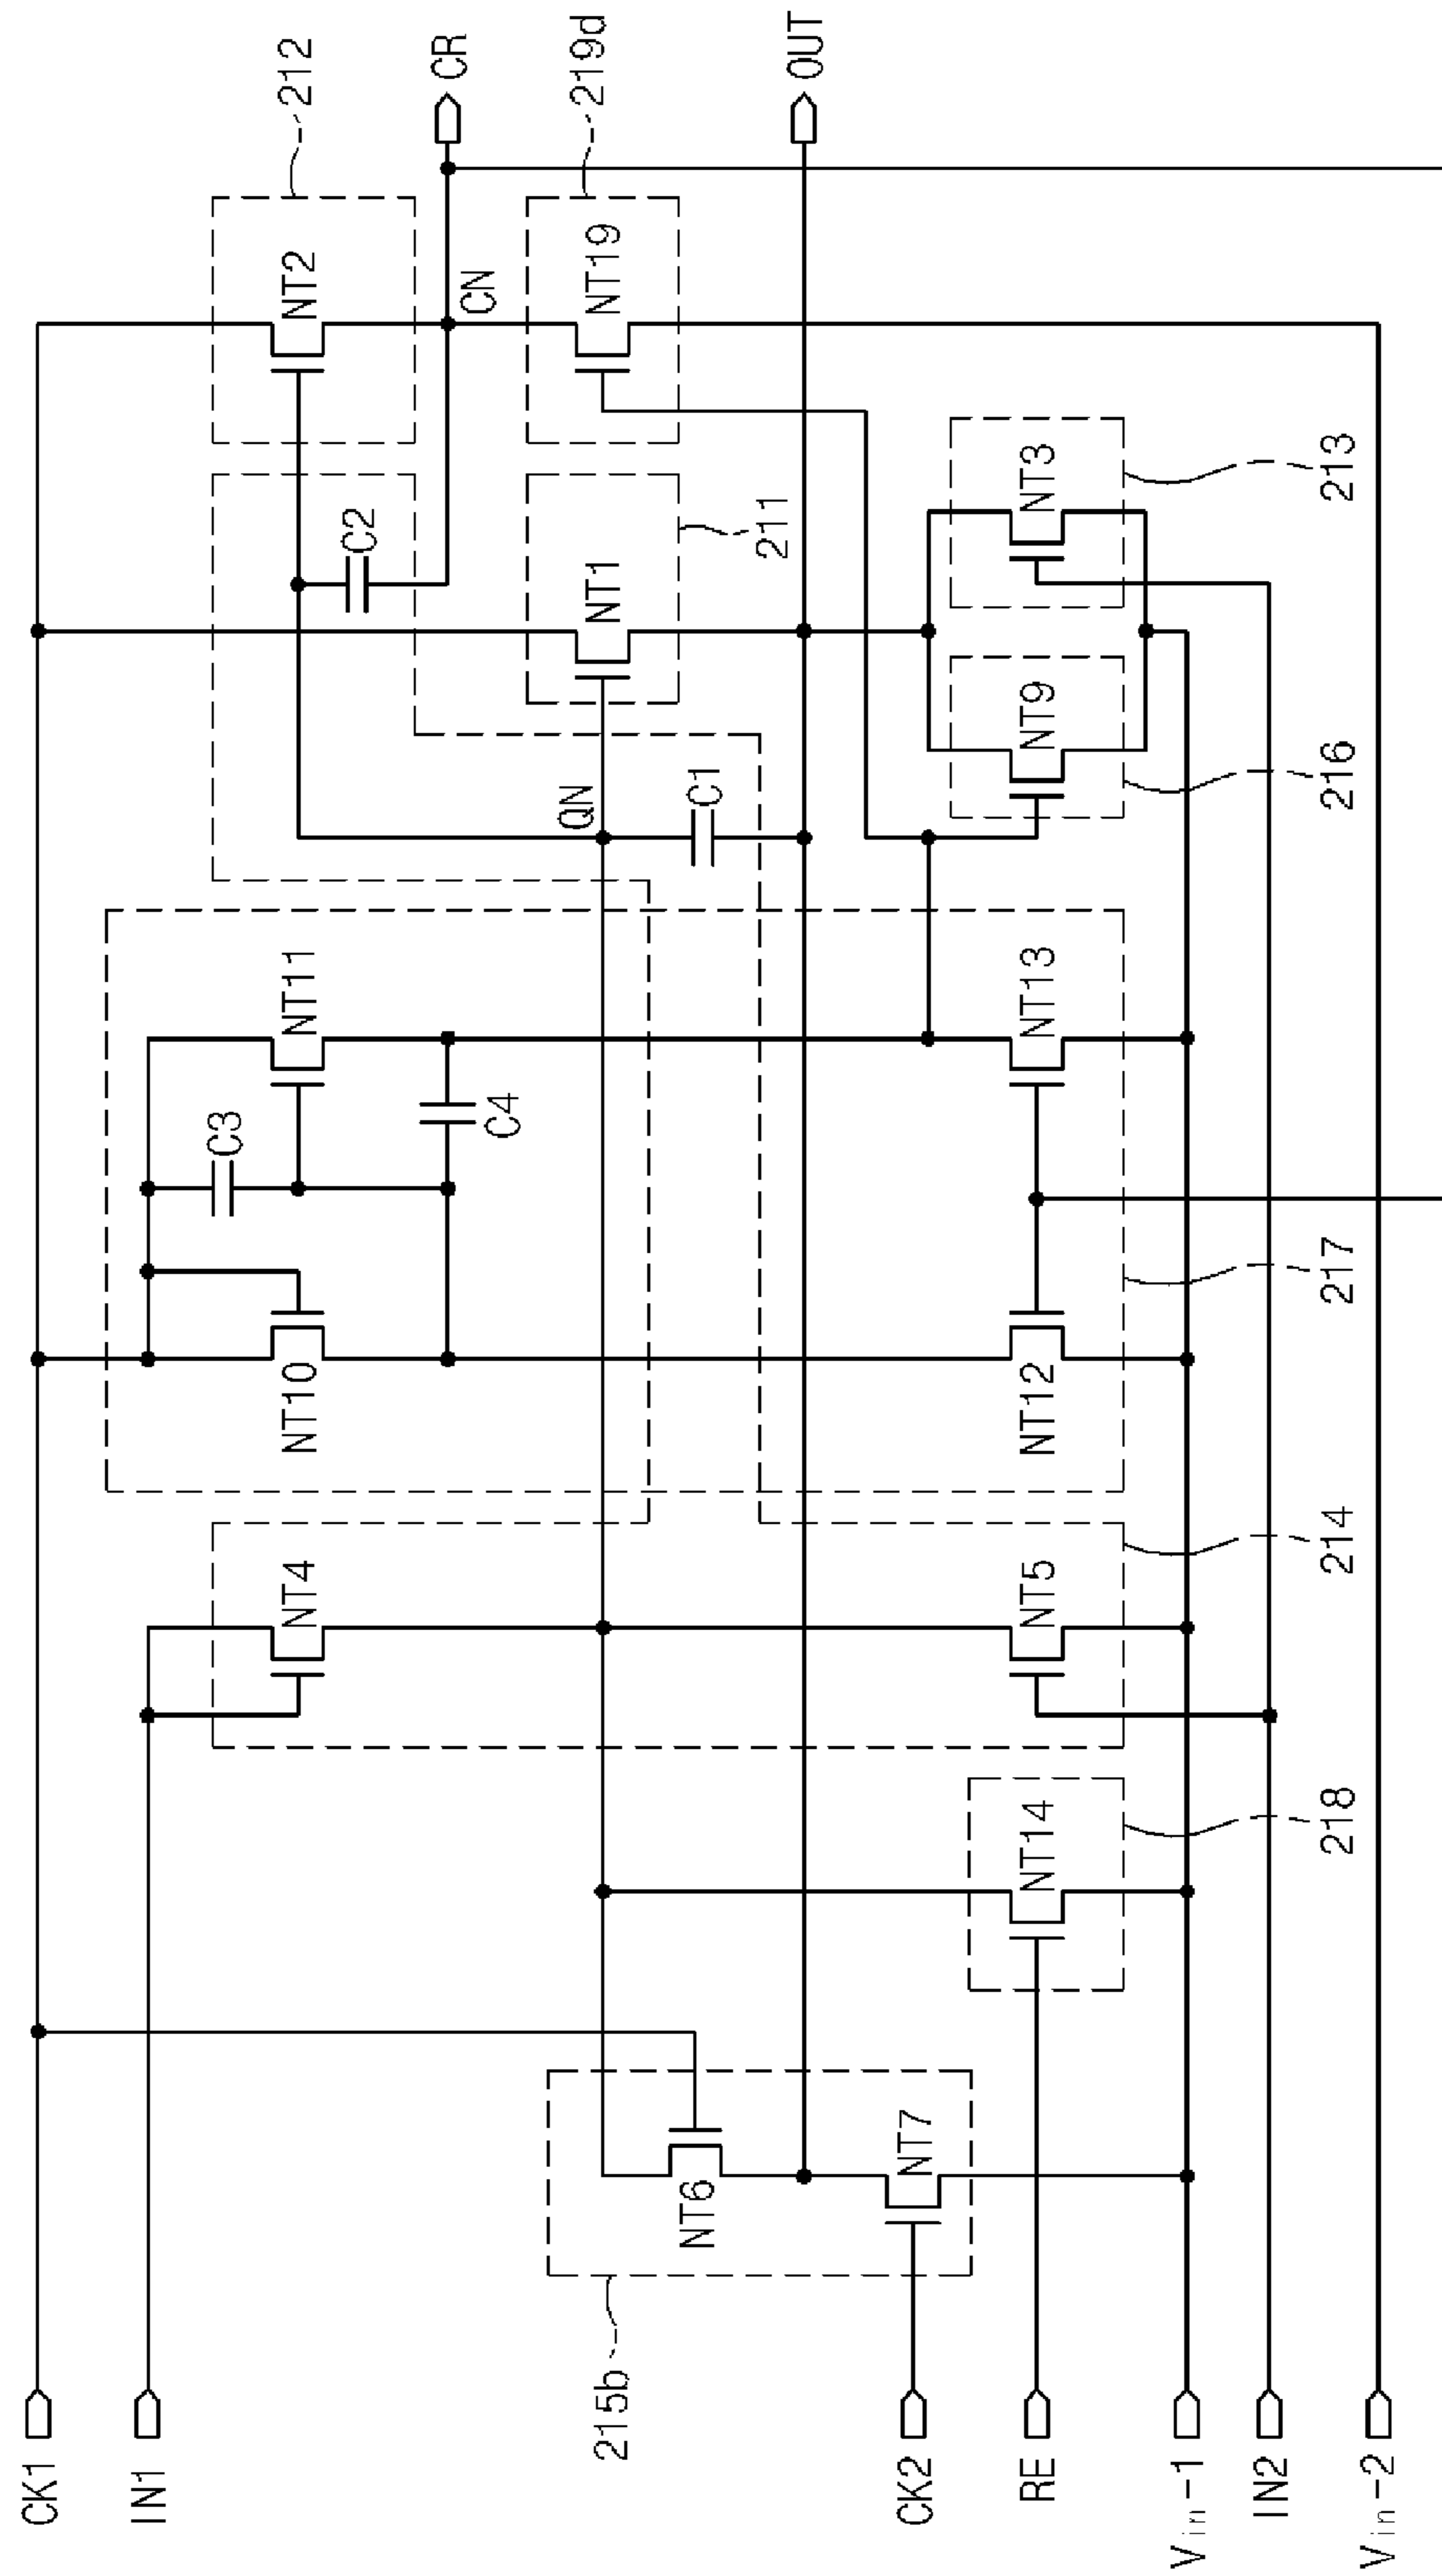 CK1
IN1
CK2
RE
Vin-1
IN2
Vin-2
215b
NT6
NT7
NT14
218
NT4
NT5
214
NT10
NT12
217
C3
C4
NT11
NT13
QN
C1
NT9
216
C2
NT1
211
NT3
213
NT2
CN
NT19
212
CR
219d
OUT